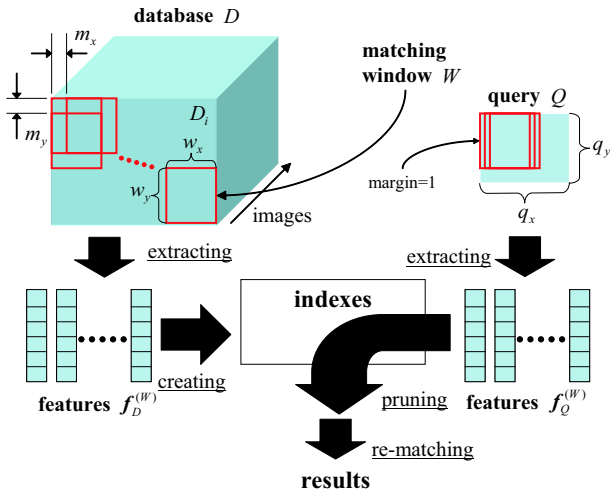 database D
m_x
matching
window W
D_i
query Q
m_y
w_x
q_y
w_y
margin=1
images
q_x
extracting
extracting
indexes
creating
pruning
features f_D^{(W)}
features f_Q^{(W)}
re-matching
results